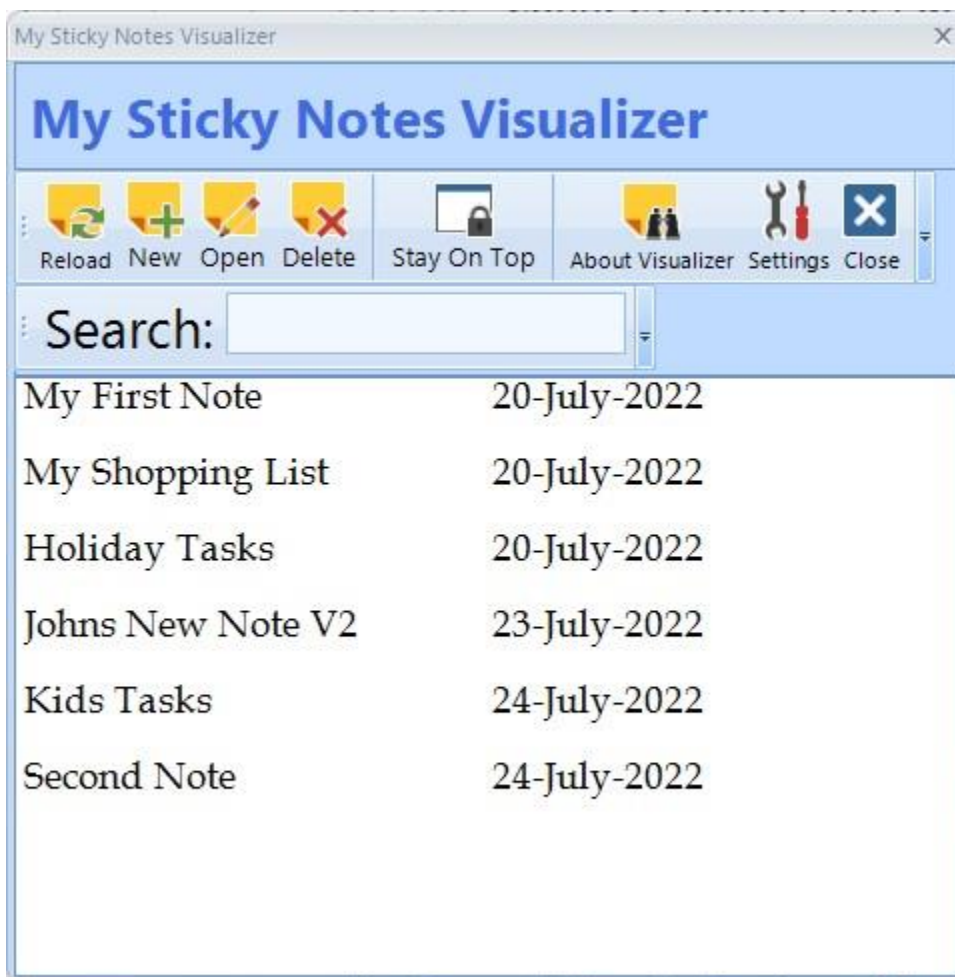 My Sticky Notes Visualizer
My Sticky Notes Visualizer
Reload New Open Delete Stay On Top About Visualizer Settings Close
Search:
My First Note 20-July-2022
My Shopping List 20-July-2022
Holiday Tasks 20-July-2022
Johns New Note V2 23-July-2022
Kids Tasks 24-July-2022
Second Note 24-July-2022